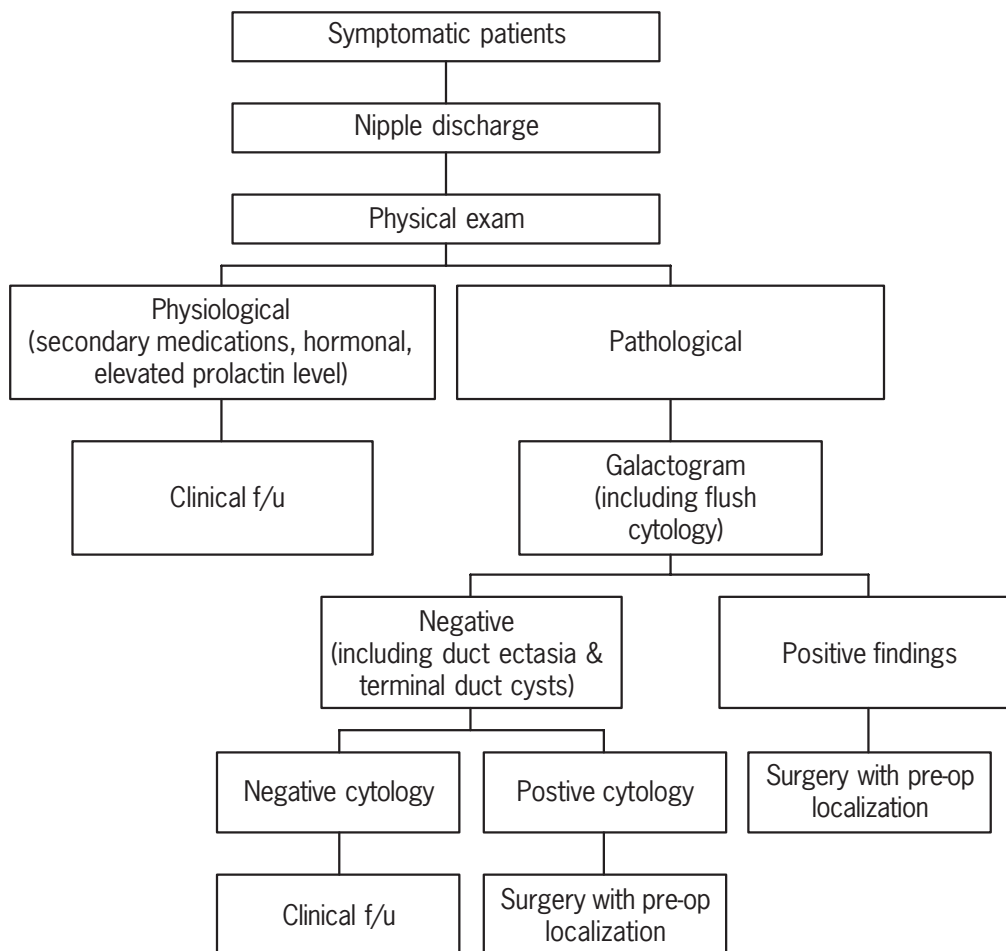 Symptomatic patients
Nipple discharge
Physical exam
Physiological
(secondary medications, hormonal,
elevated prolactin level)
Pathological
Clinical f/u
Galactogram
(including flush
cytology)
Negative
(including duct ectasia &
terminal duct cysts)
Positive findings
Negative cytology
Postive cytology
Surgery with pre-op
localization
Clinical f/u
Surgery with pre-op
localization